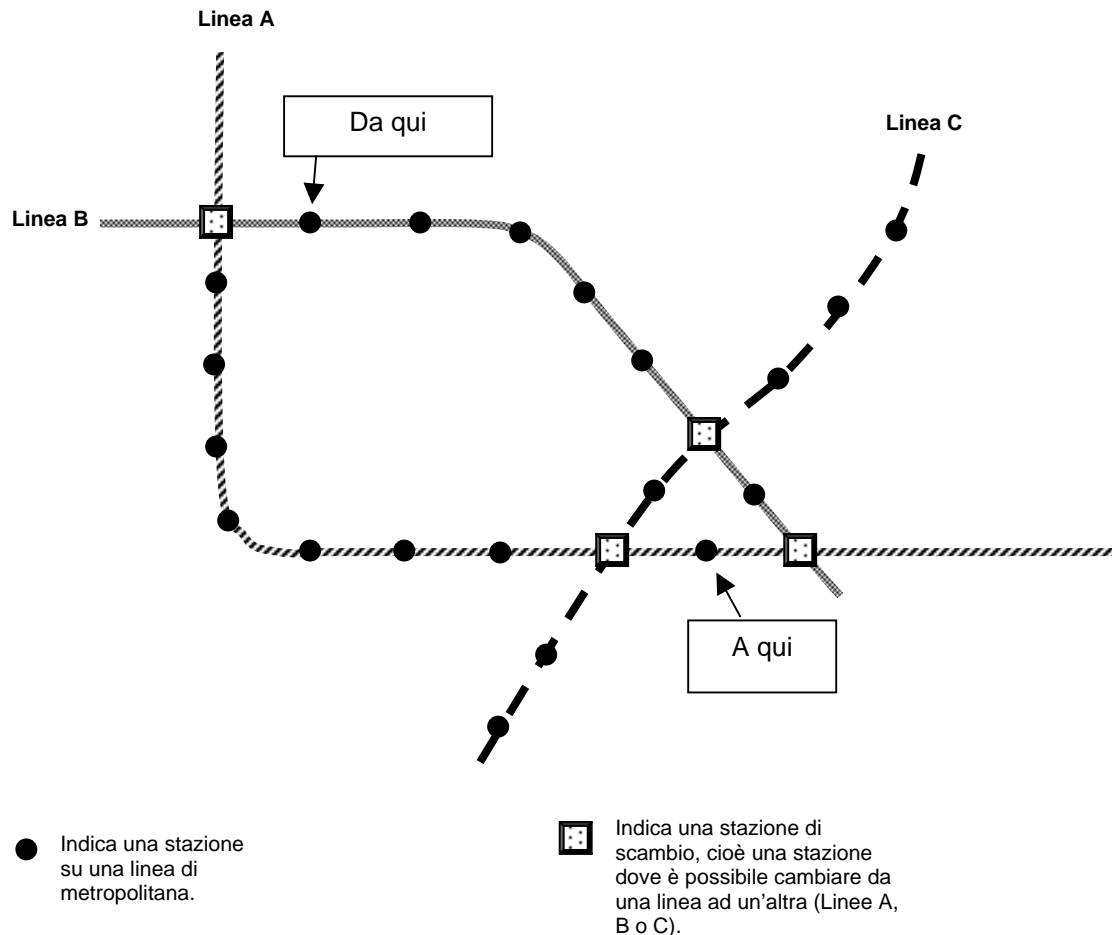 Linea A
Da qui
Linea C
Linea B
A qui
Indica una stazione
su una linea di
metropolitana.
Indica una stazione di
scambio, cioè una stazione
dove è possibile cambiare da
una linea ad un'altra (Linee A,
B o C).